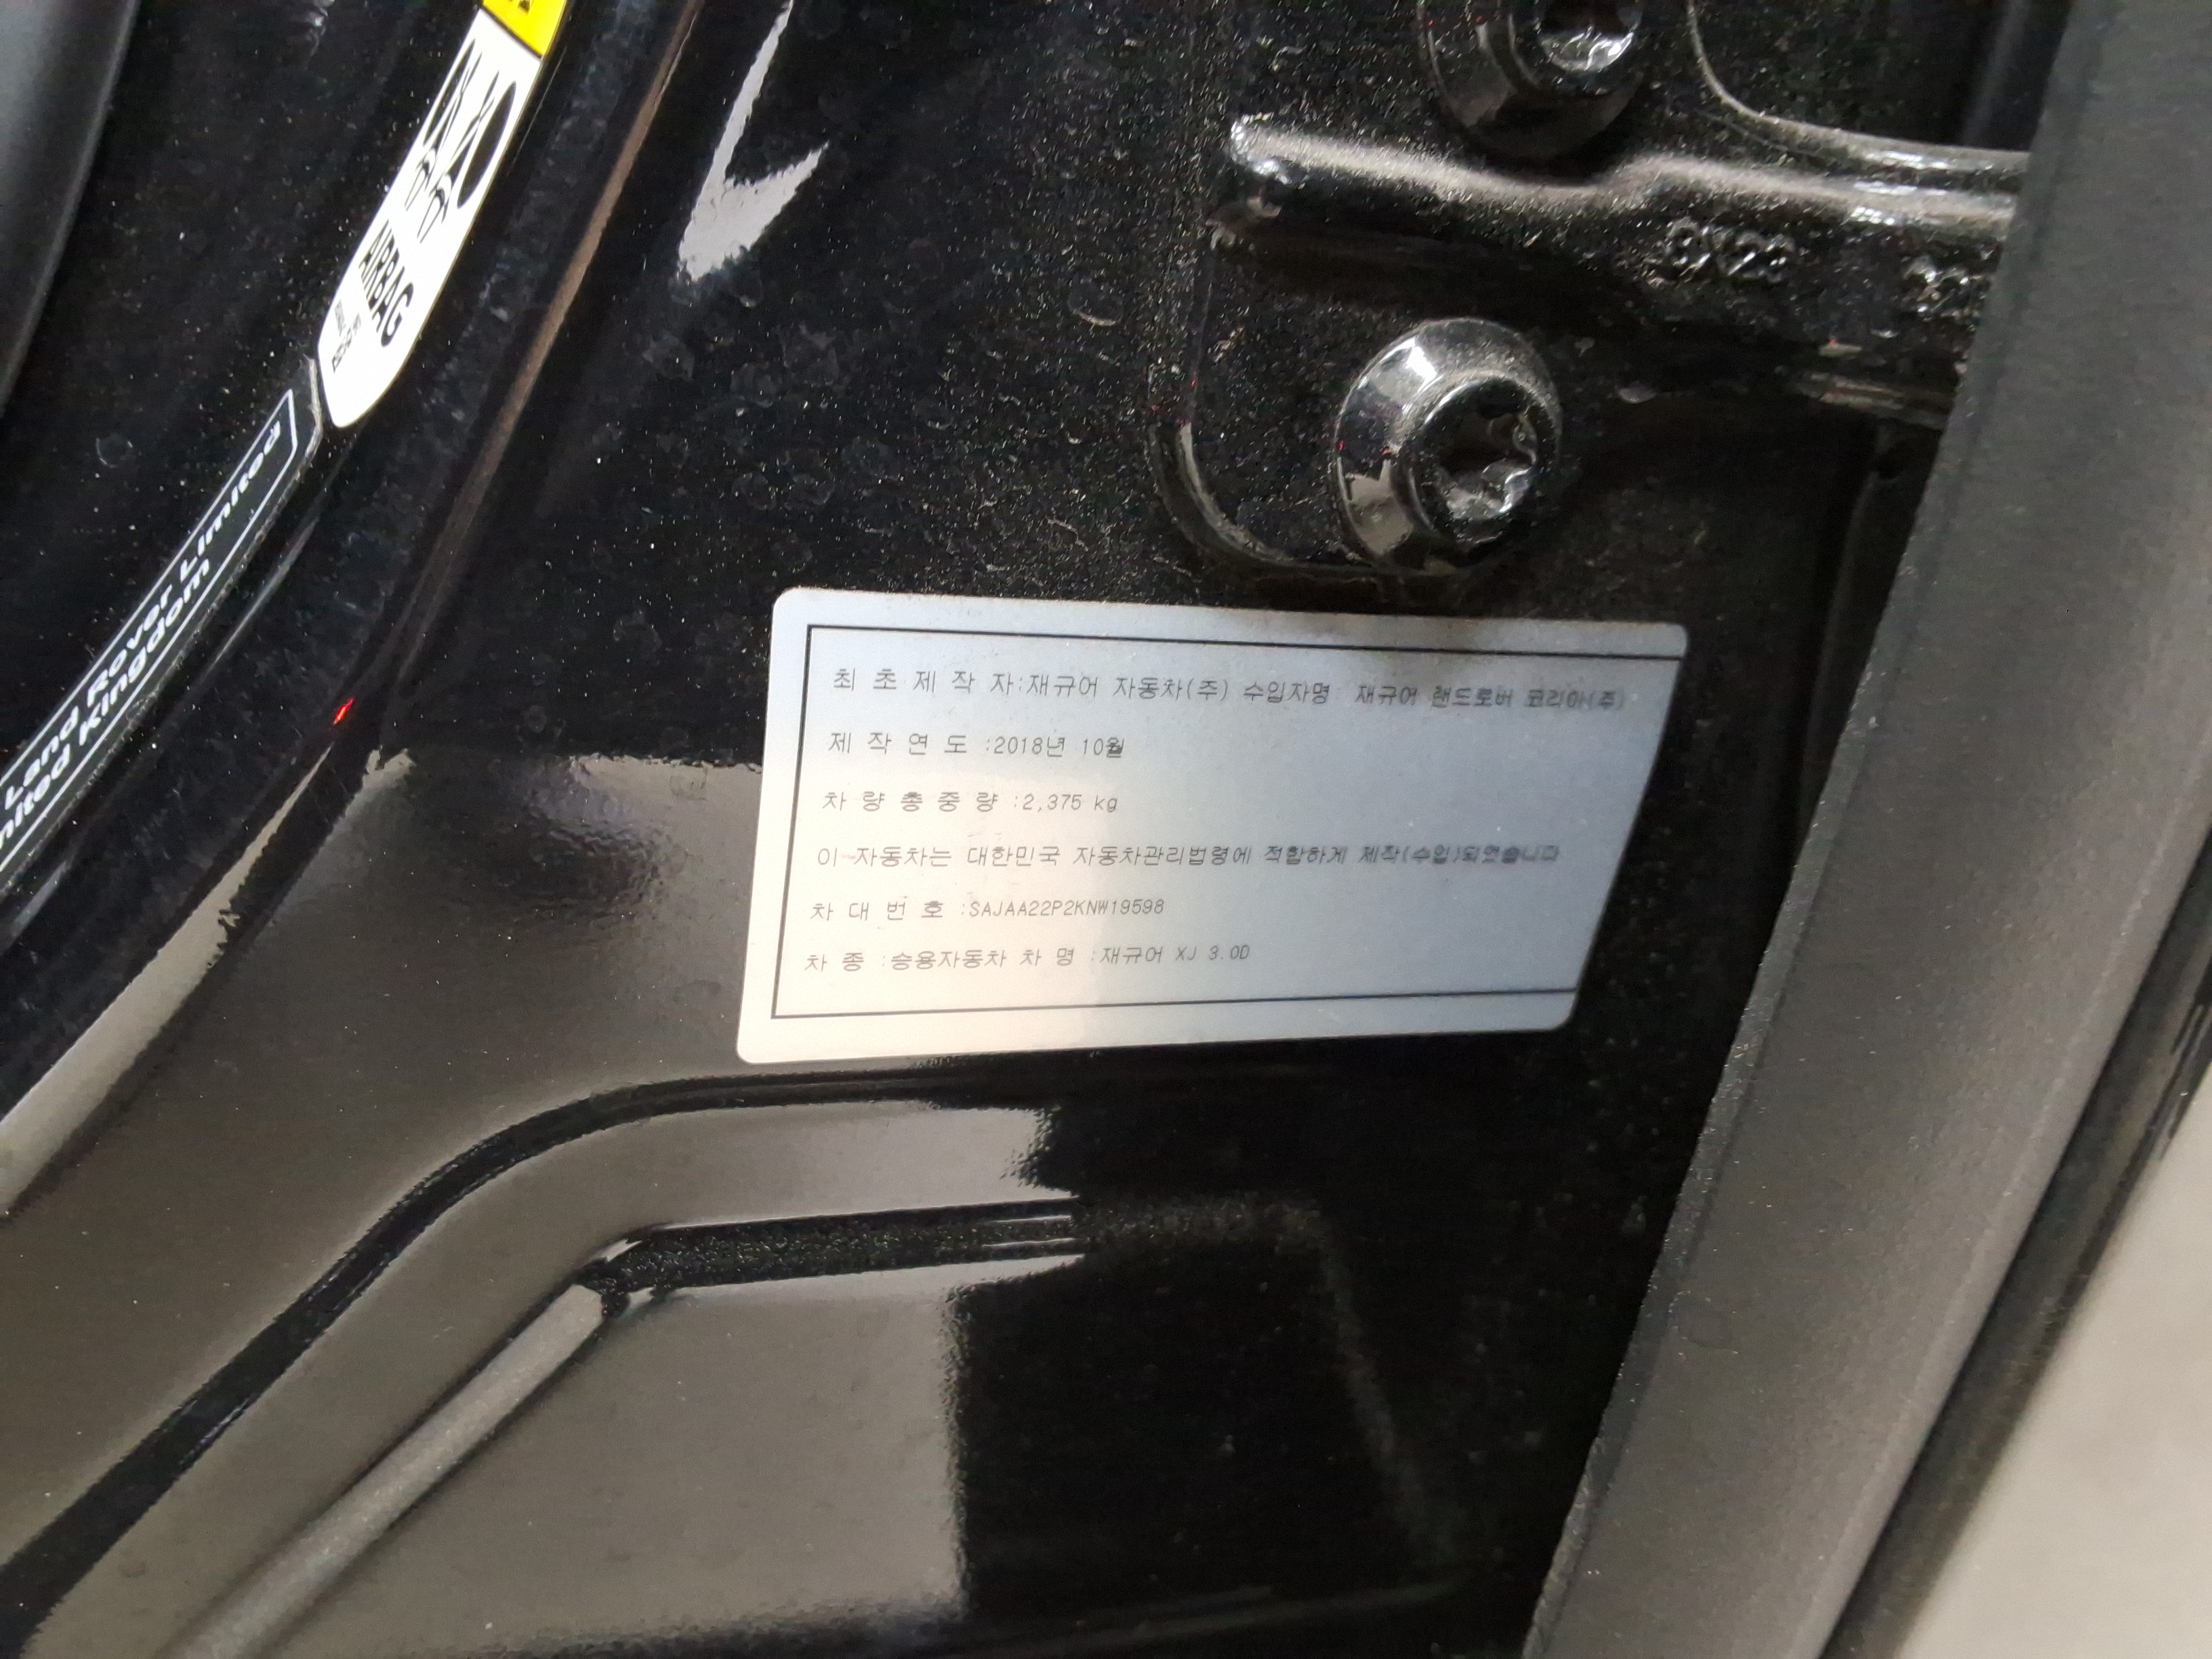 AIRBAG
Land Rover Limited
United Kingdom
8X23
최 초 제 작 자:재규어 자동차(주) 수입자명: 재규어 랜드로버 코리아(주)
제 작 연 도 :2018년 10월
차 량 총 중 량 :2,375 kg
이 자동차는 대한민국 자동차관리법령에 적합하게 제작(수입)되었습니다
차 대 번 호 :SAJAA22P2KNW19598
차 종 :승용자동차 차 명 :재규어 XJ 3.0D